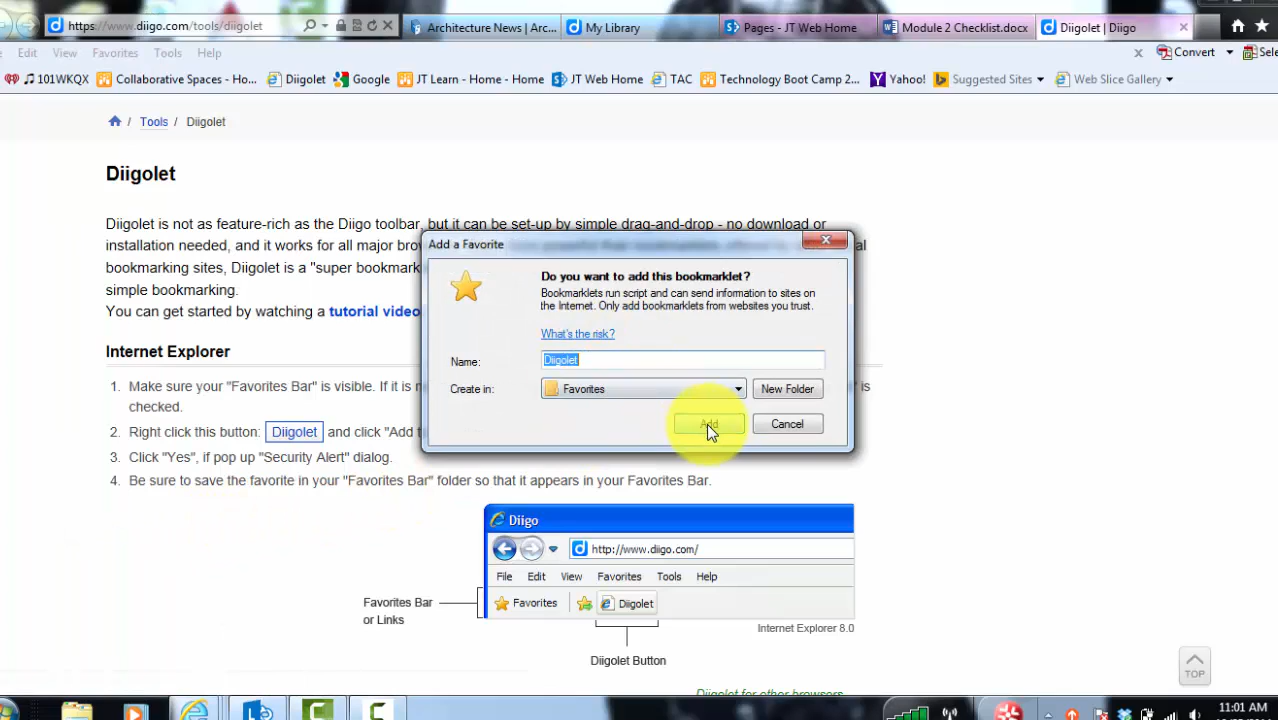 https://www.diigo.com/tools/diigolet
Architecture News | Arc...
My Library
Pages - JT Web Home
Module 2 Checklist.docx
Diigolet | Diigo
Edit View Favorites Tools Help
Convert
101WKQX
Collaborative Spaces - Ho...
Diigolet
Google
JT Learn - Home - Home
JT Web Home
TAC
Technology Boot Camp 2...
Yahoo!
Suggested Sites
Web Slice Gallery
Tools / Diigolet
Diigolet
Diigolet is not as feature-rich as the Diigo toolbar, but it can be set-up by simple drag-and-drop - no download or
installation needed, and it works for all major
bookmarking sites, Diigolet is a "super
simple bookmarking.
You can get started by watching a tutorial video
Add a Favorite
Do you want to add this bookmarklet?
Bookmarklets run script and can send information to sites on
the Internet. Only add bookmarklets from websites you trust.
What's the risk?
Name: Diigolet
Create in: Favorites New Folder
Add Cancel
Internet Explorer
1. Make sure your "Favorites Bar" is visible. If it is
is
checked.
2. Right click this button: Diigolet and click "Add
3. Click "Yes", if pop up "Security Alert" dialog.
4. Be sure to save the favorite in your "Favorites Bar" folder so that it appears in your Favorites Bar.
Diigo
http://www.diigo.com/
File Edit View Favorites Tools Help
Favorites Diigolet
Favorites Bar
or Links
Internet Explorer 8.0
Diigolet Button
Diigolet for other browsers
TOP
11:01 AM